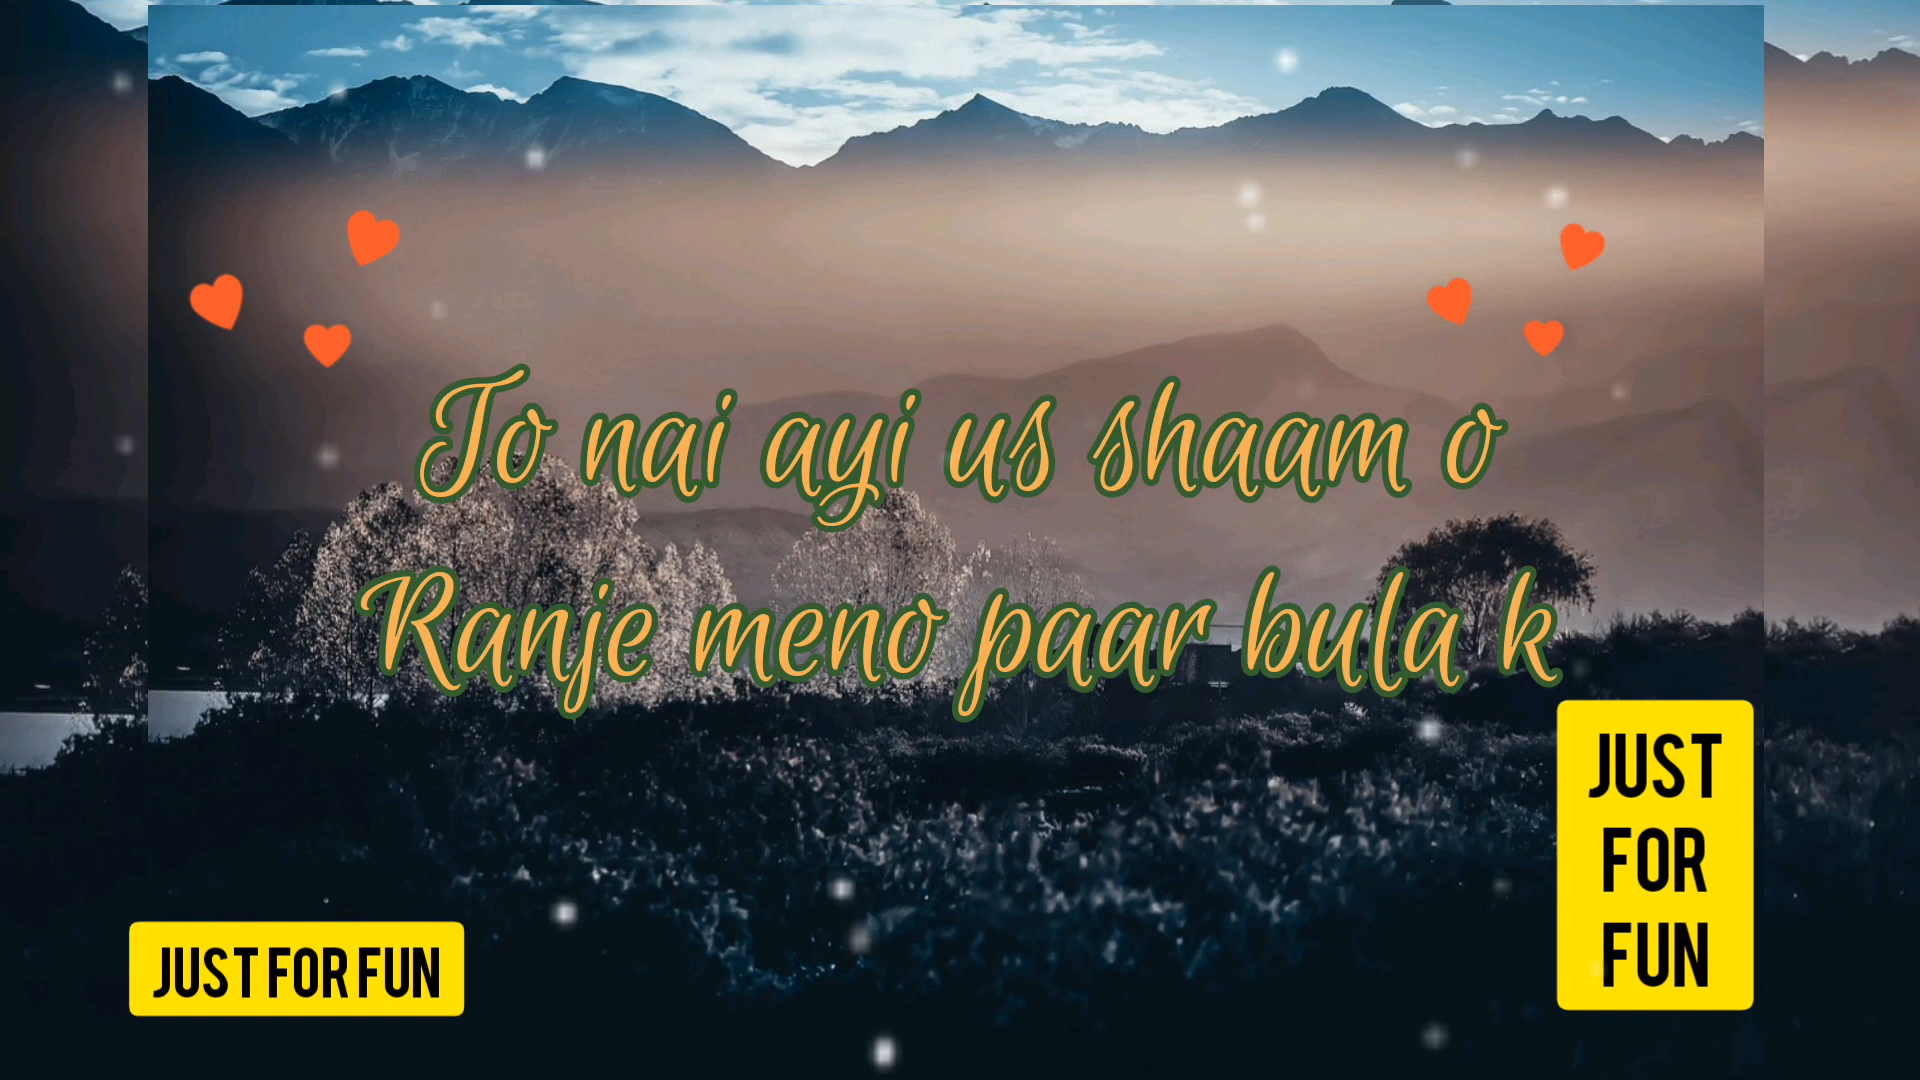 To nai ayi us shaam o
Ranje meno paar bula k
JUST
FOR
FUN
JUST FOR FUN